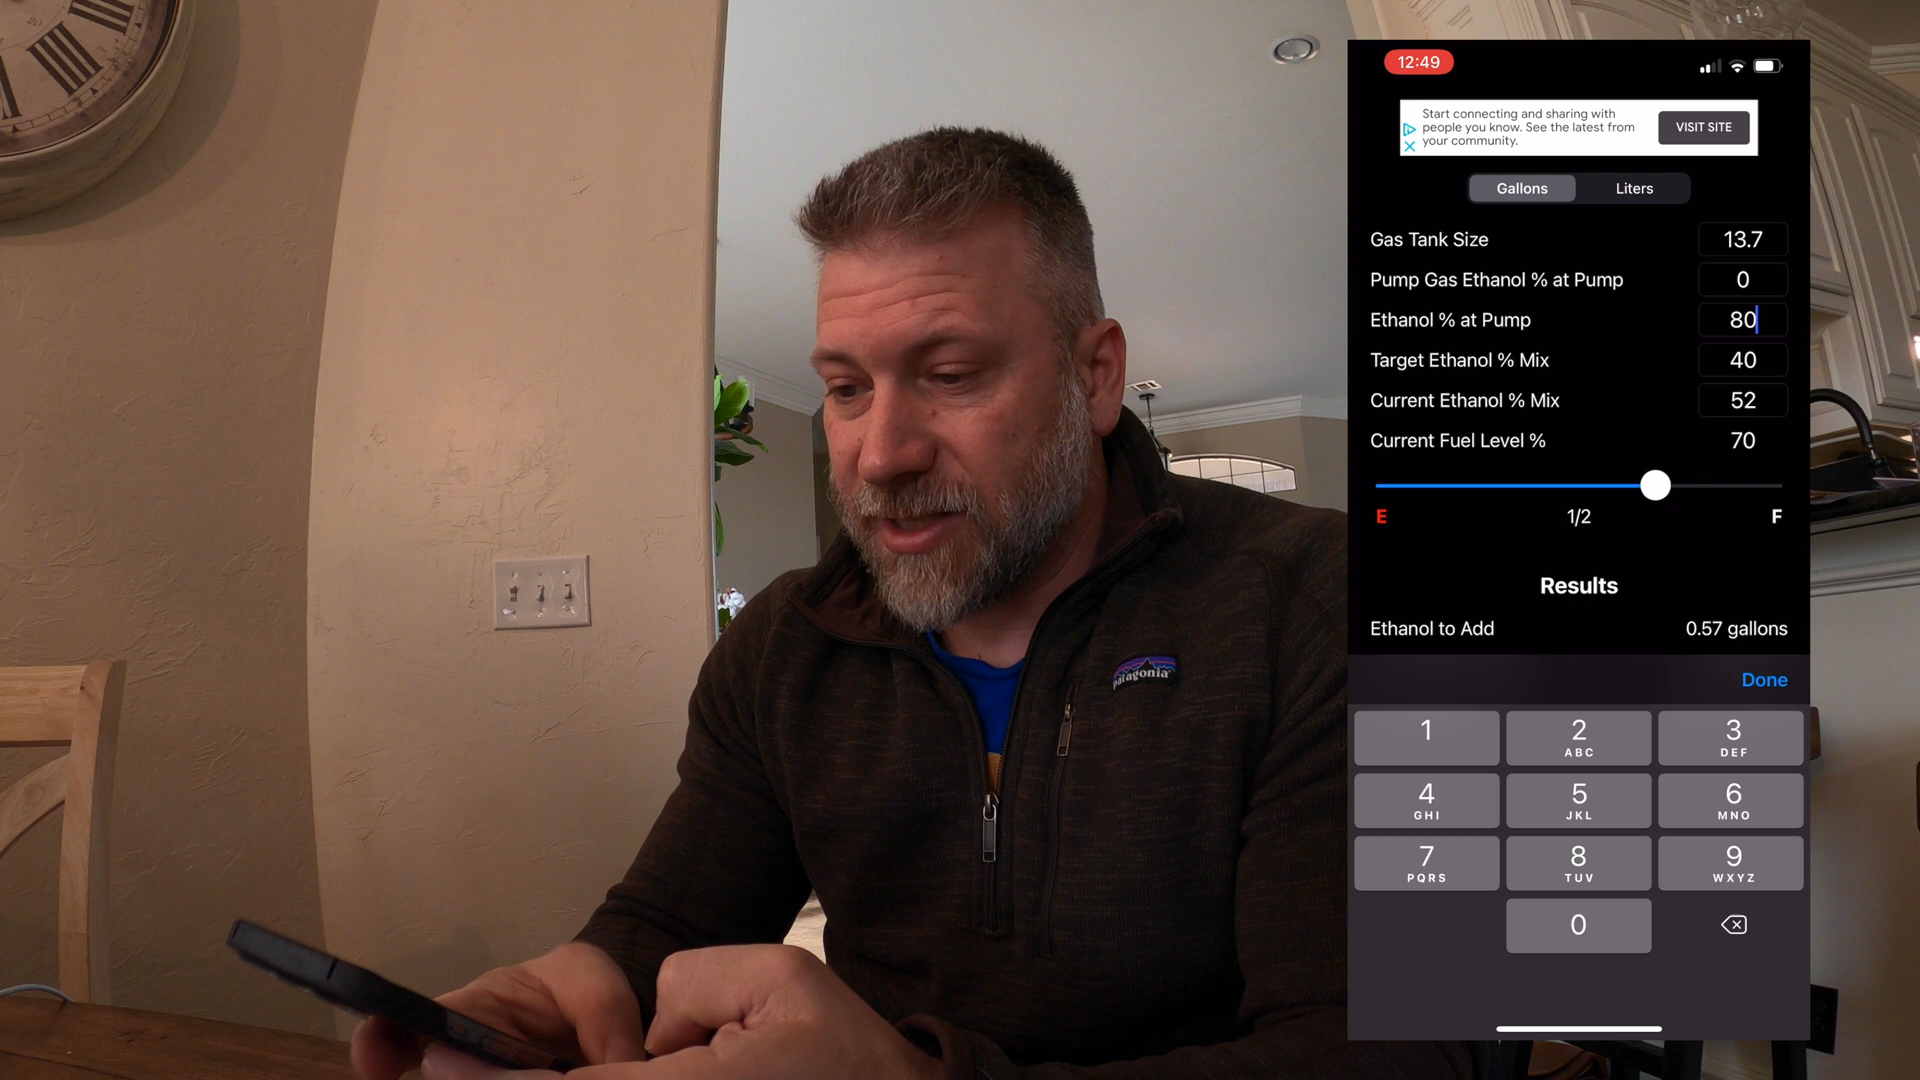 12:49
Start connecting and sharing with
people you know. See the latest from
your community.
VISIT SITE
Gallons Liters
Gas Tank Size 13.7
Pump Gas Ethanol % at Pump 0
Ethanol % at Pump 80
Target Ethanol % Mix 40
Current Ethanol % Mix 52
Current Fuel Level % 70
E 1/2 F
Results
Ethanol to Add 0.57 gallons
Done
1 2 3
ABC DEF
4 5 6
GHI JKL MNO
7 8 9
PQRS TUV WXYZ
0
patagonia